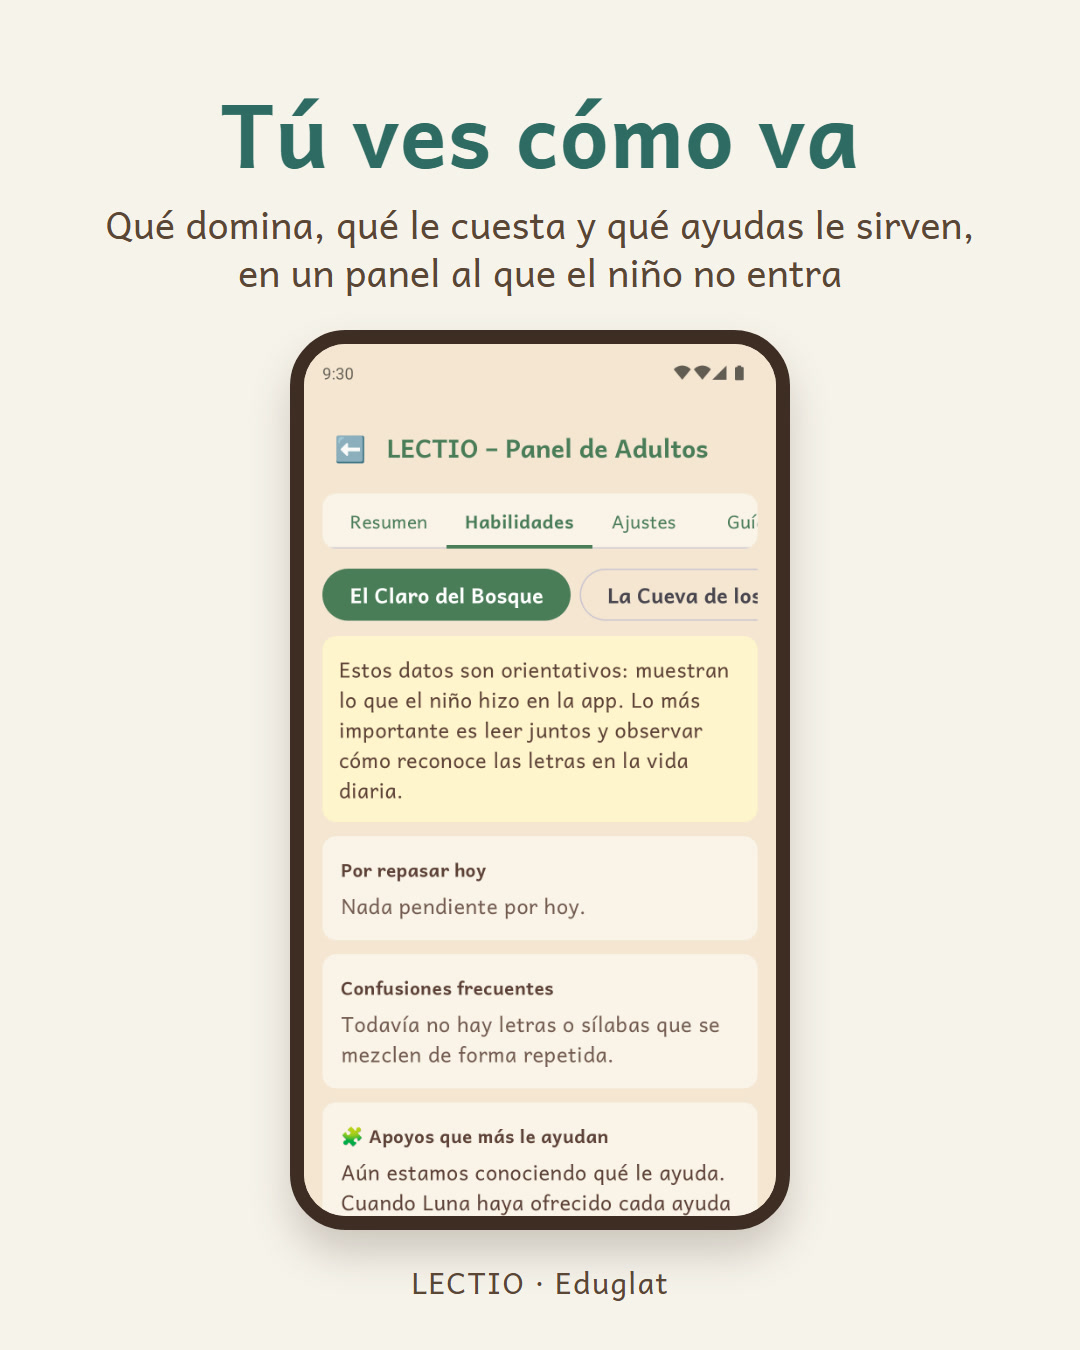 Tú ves cómo va
Qué domina, qué le cuesta y qué ayudas le sirven,
en un panel al que el niño no entra
9:30
LECTIO – Panel de Adultos
Resumen Habilidades Ajustes Guí
El Claro del Bosque La Cueva de los
Estos datos son orientativos: muestran
lo que el niño hizo en la app. Lo más
importante es leer juntos y observar
cómo reconoce las letras en la vida
diaria.
Por repasar hoy
Nada pendiente por hoy.
Confusiones frecuentes
Todavía no hay letras o sílabas que se
mezclen de forma repetida.
Apoyos que más le ayudan
Aún estamos conociendo qué le ayuda.
Cuando Luna haya ofrecido cada ayuda
LECTIO · Eduglat